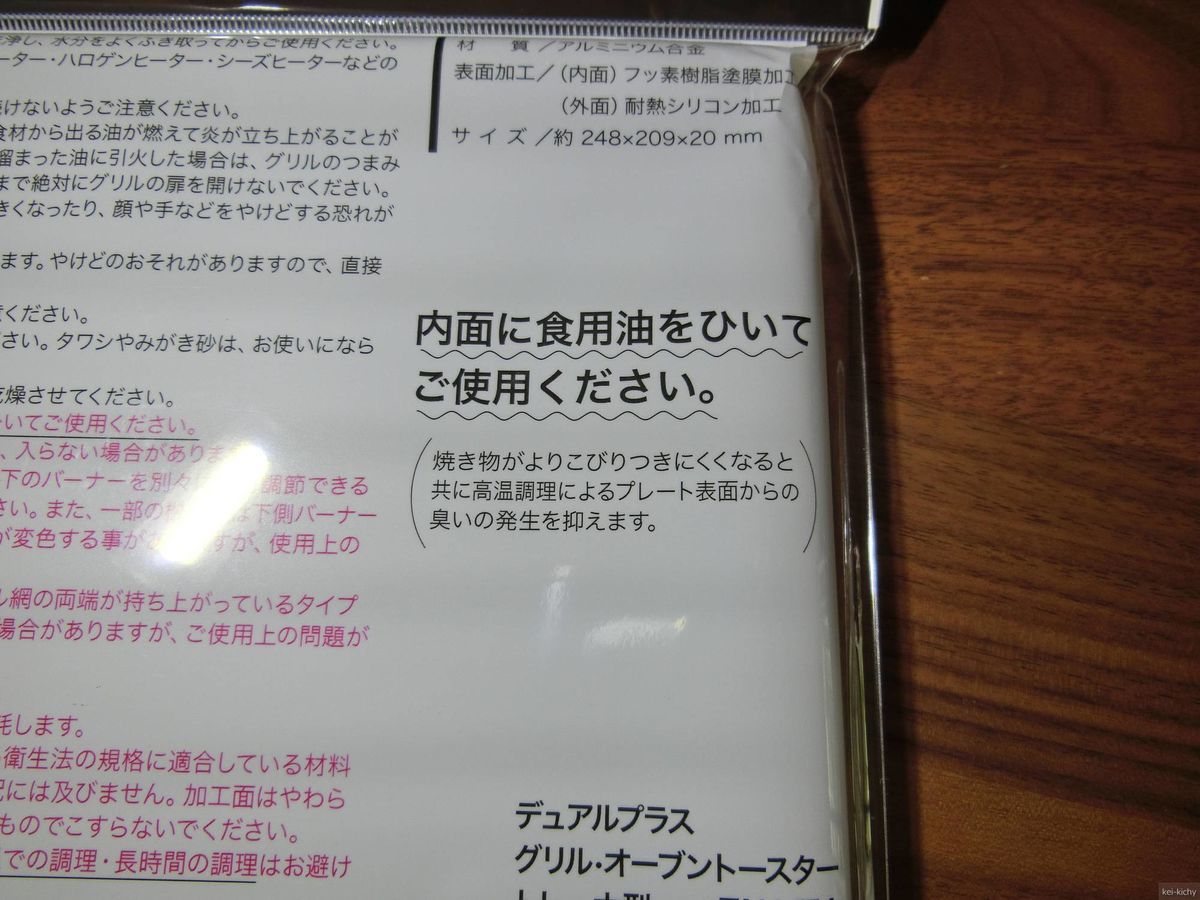 浄し、水分をよくふき取ってからご使用ください。
ーター・ハロゲンヒーター・シーズヒーターなどの
けないようご注意ください。
食材から出る油が燃えて炎が立ち上がることが
溜まった油に引火した場合は、グリルのつまみ
まで絶対にグリルの扉を開けないでください。
きくなったり、顔や手などをやけどする恐れが
ます。やけどのおそれがありますので、直接
ください。
さい。タワシやみがき砂は、お使いになら
乾燥させてください。
いてご使用ください。
、入らない場合があります
下のバーナーを別々に 調節できる
さい。また、一部の 下側バーナー
が変色する事が すが、使用上の
ル網の両端が持ち上がっているタイプ
場合がありますが、ご使用上の問題が
耗します。
衛生法の規格に適合している材料
には及びません。加工面はやわら
ものでこすらないでください。
での調理・長時間の調理はお避け
材 質／アルミニウム合金
表面加工／（内面）フッ素樹脂塗膜加工
（外面）耐熱シリコン加工
サイズ／約 248×209×20 mm
内面に食用油をひいて
ご使用ください。
（焼き物がよりこびりつきにくくなると
共に高温調理によるプレート表面からの
臭いの発生を抑えます。）
デュアルプラス
グリル・オーブントースター
kei-kichy